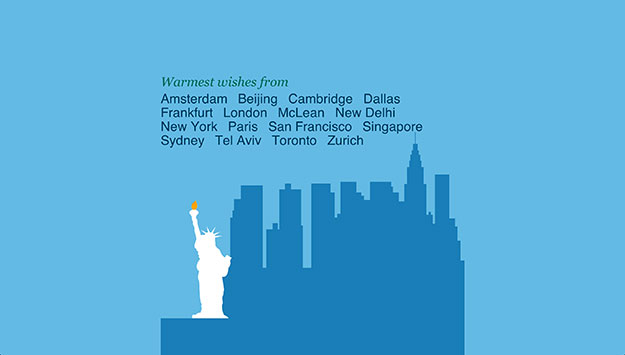 Warmest wishes from
Amsterdam Beijing Cambridge Dallas
Frankfurt London McLean New Delhi
New York Paris San Francisco Singapore
Sydney Tel Aviv Toronto Zurich